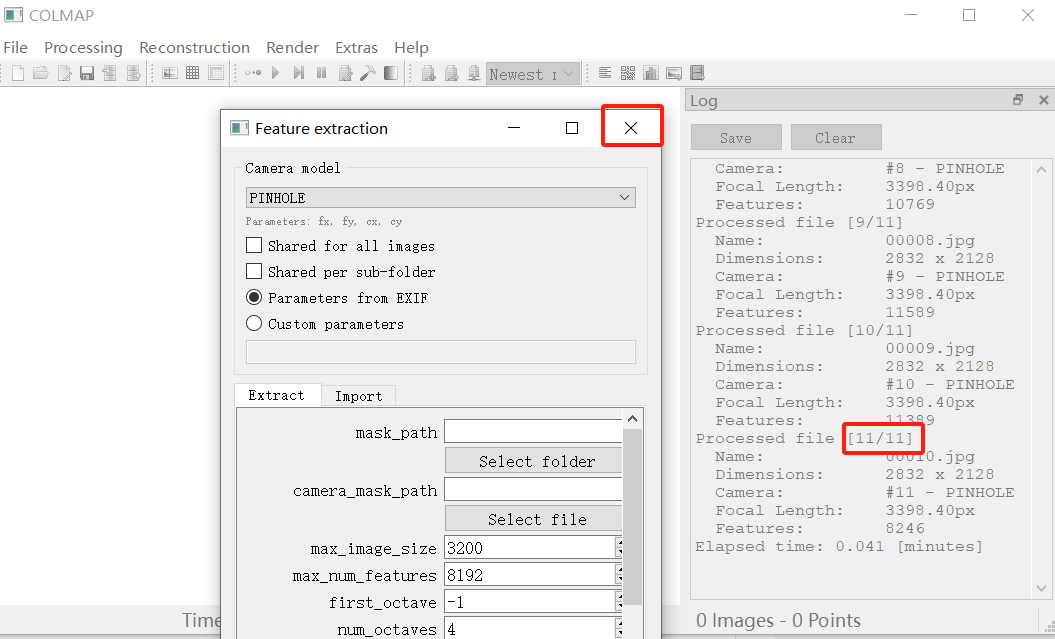 COLMAP
File Processing Reconstruction Render Extras Help
Newest
Feature extraction
Camera model
PINHOLE
Parameters: fx, fy, cx, cy
Shared for all images
Shared per sub-folder
Parameters from EXIF
Custom parameters
Extract Import
mask_path
Select folder
camera_mask_path
Select file
max_image_size 3200
max_num_features 8192
first_octave -1
num_octaves 4
Time
Log
Save Clear
Camera: #8 - PINHOLE
Focal Length: 3398.40px
Features: 10769
Processed file [9/11]
Name: 00008.jpg
Dimensions: 2832 x 2128
Camera: #9 - PINHOLE
Focal Length: 3398.40px
Features: 11589
Processed file [10/11]
Name: 00009.jpg
Dimensions: 2832 x 2128
Camera: #10 - PINHOLE
Focal Length: 3398.40px
Features: 11389
Processed file [11/11]
Name: 00010.jpg
Dimensions: 2832 x 2128
Camera: #11 - PINHOLE
Focal Length: 3398.40px
Features: 8246
Elapsed time: 0.041 [minutes]
0 Images - 0 Points